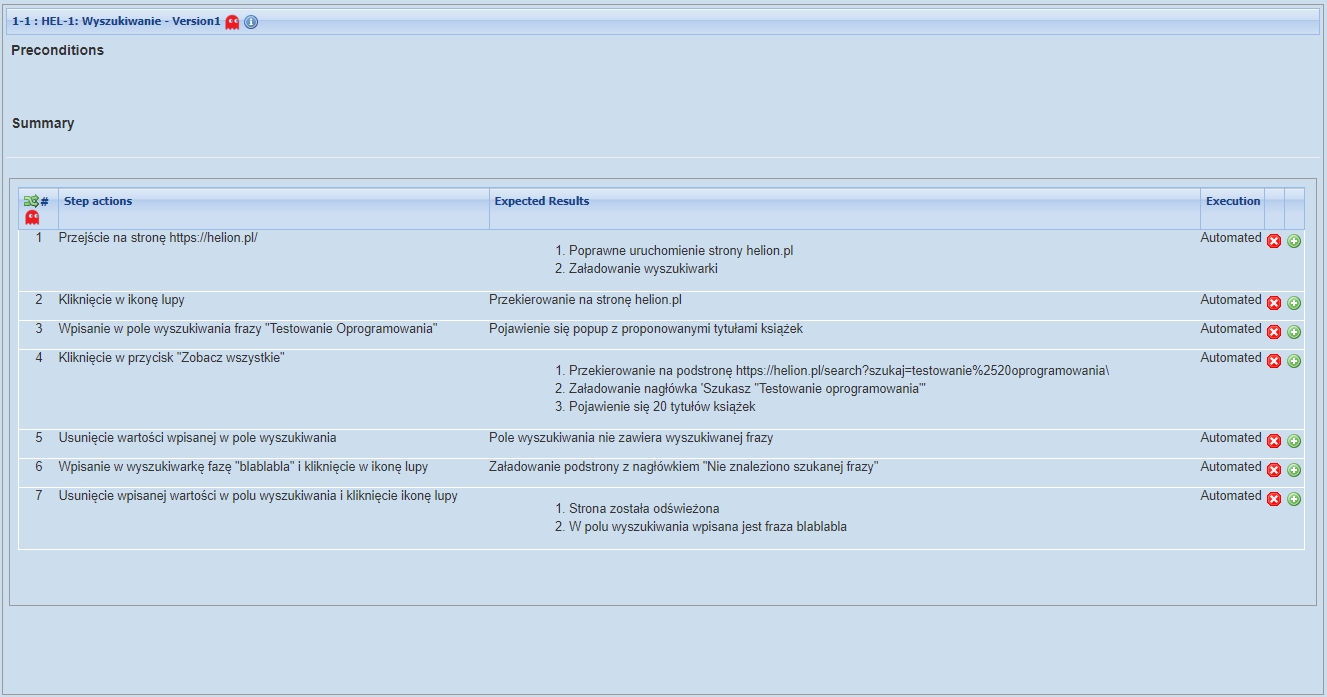 1-1 : HEL-1: Wyszukiwanie - Version1
Preconditions
Summary
# Step actions Expected Results Execution
1 Przejście na stronę https://helion.pl/ Automated
1. Poprawne uruchomienie strony helion.pl
2. Załadowanie wyszukiwarki
2 Kliknięcie w ikonę lupy Przekierowanie na stronę helion.pl Automated
3 Wpisanie w pole wyszukiwania frazy "Testowanie Oprogramowania" Pojawienie się popup z proponowanymi tytułami książek Automated
4 Kliknięcie w przycisk "Zobacz wszystkie" Automated
1. Przekierowanie na podstronę https://helion.pl/search?szukaj=testowanie%2520oprogramowania\
2. Załadowanie nagłówka 'Szukasz "Testowanie oprogramowania"'
3. Pojawienie się 20 tytułów książek
5 Usunięcie wartości wpisanej w pole wyszukiwania Pole wyszukiwania nie zawiera wyszukiwanej frazy Automated
6 Wpisanie w wyszukiwarkę fazę "blablabla" i kliknięcie w ikonę lupy Załadowanie podstrony z nagłówkiem "Nie znaleziono szukanej frazy" Automated
7 Usunięcie wpisanej wartości w polu wyszukiwania i kliknięcie ikonę lupy Automated
1. Strona została odświeżona
2. W polu wyszukiwania wpisana jest fraza blablabla